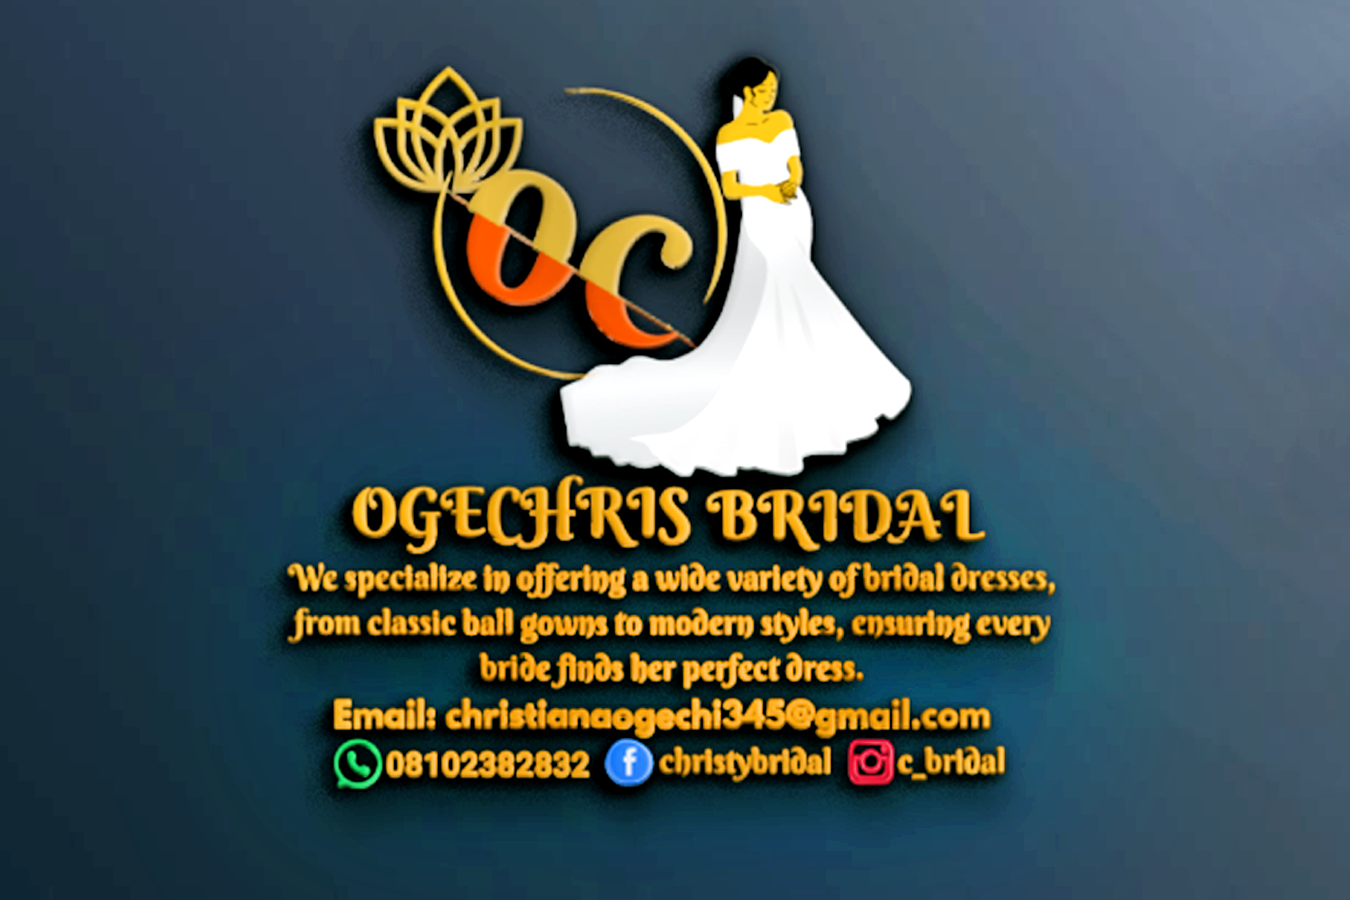 OC
OGECHRIS BRIDAL
We specialize in offering a wide variety of bridal dresses,
from classic ball gowns to modern styles, ensuring every
bride finds her perfect dress.
Email: christianaogechi345@gmail.com
08102382832 christybridal c_bridal